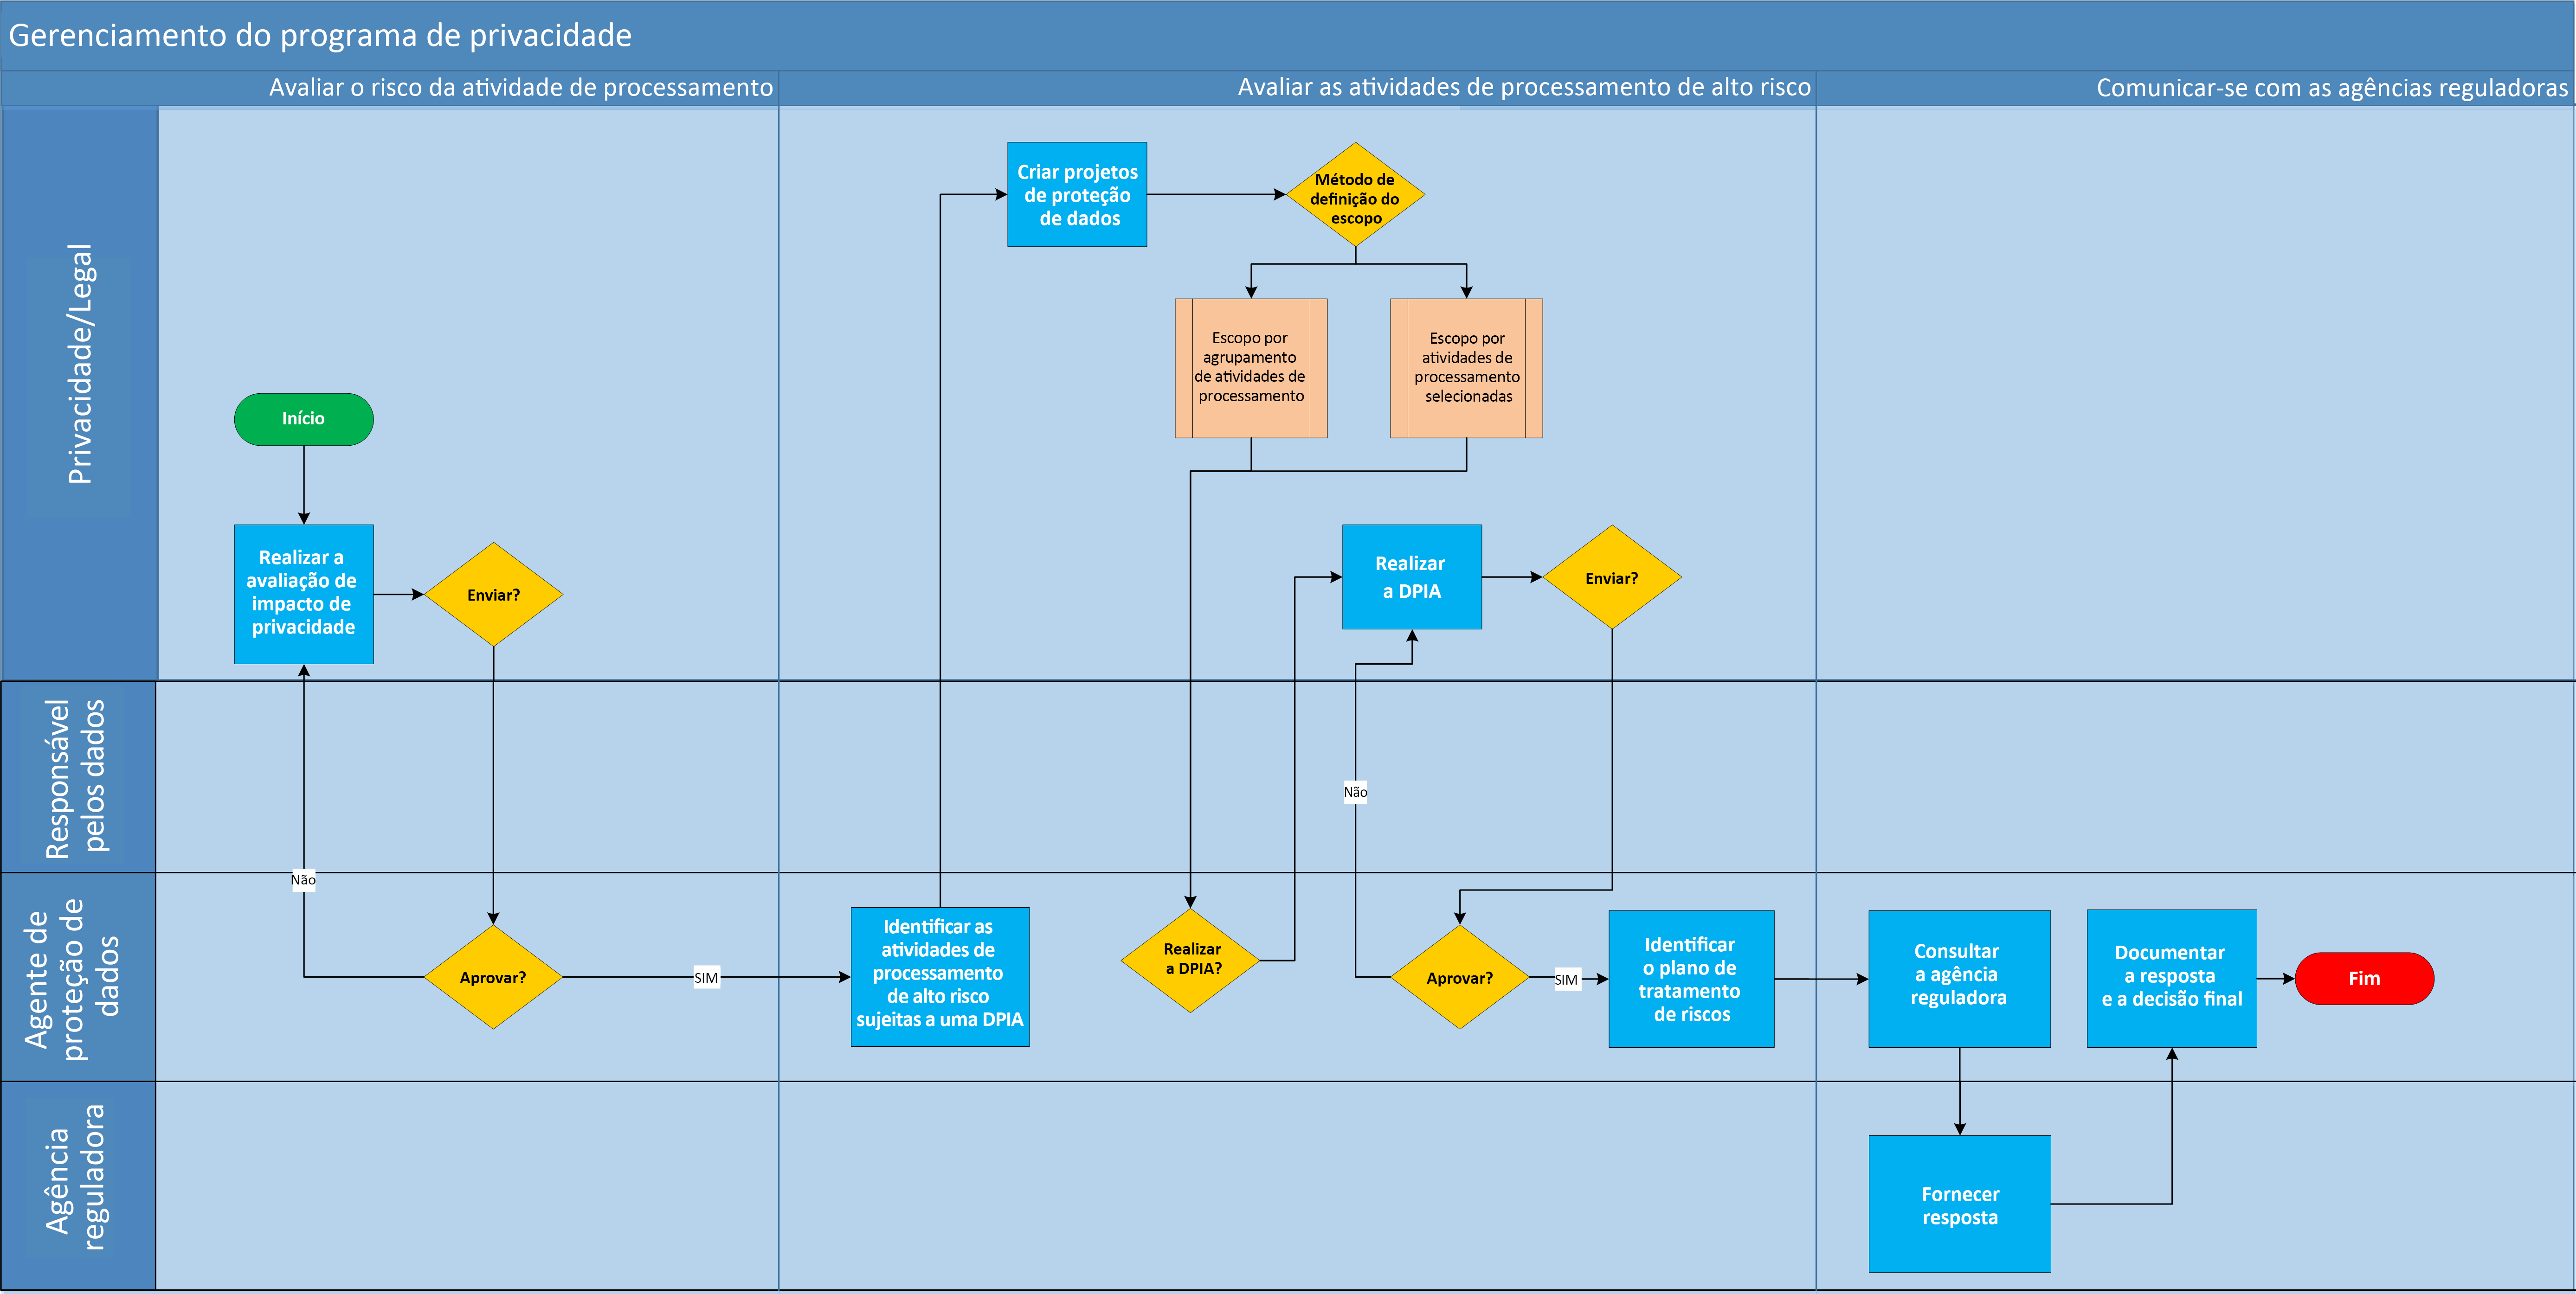 Gerenciamento do programa de privacidade
Avaliar o risco da atividade de processamento
Avaliar as atividades de processamento de alto risco
Comunicar-se com as agências reguladoras
Privacidade/Legal
Criar projetos
de proteção
de dados
Método de
definição do
escopo
Escopo por
agrupamento
de atividades de
processamento
Escopo por
atividades de
processamento
selecionadas
Início
Realizar a
avaliação de
impacto de
privacidade
Enviar?
Realizar
a DPIA
Enviar?
Responsável
pelos dados
Não
Não
Agente de
proteção de
dados
Aprovar?
SIM
Identificar as
atividades de
processamento
de alto risco
sujeitas a uma DPIA
Realizar
a DPIA?
Aprovar?
SIM
Identificar
o plano de
tratamento
de riscos
Consultar
a agência
reguladora
Documentar
a resposta
e a decisão final
Fim
Agência
reguladora
Fornecer
resposta